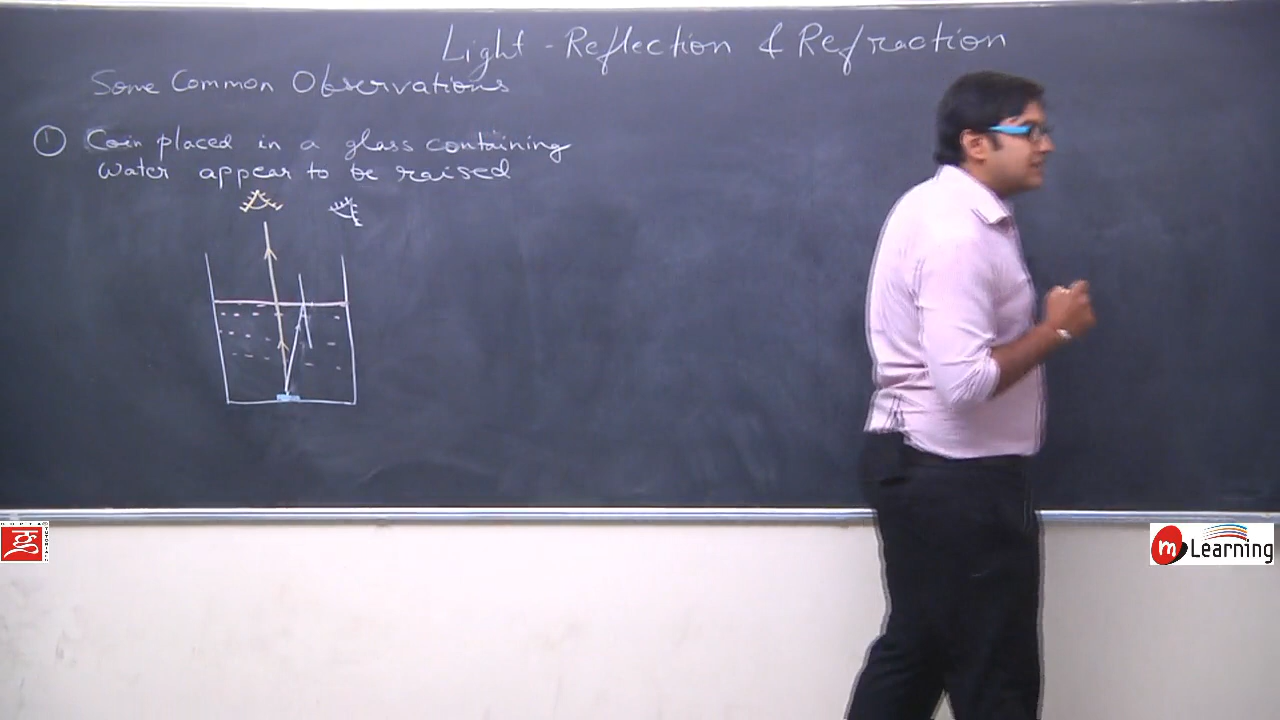 Light - Reflection & Refraction
Some Common Observations
① Coin placed in a glass containing
water appear to be raised
m Learning